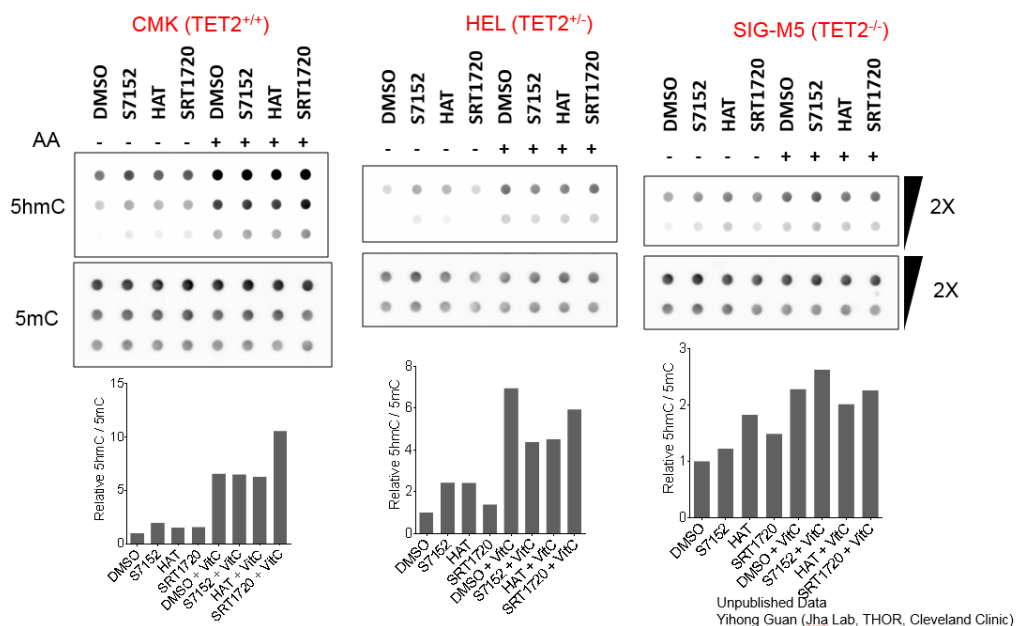 CMK (TET2+/+)
HEL (TET2+/-)
SIG-M5 (TET2-/-)
DMSO S7152 HAT SRT1720 DMSO S7152 HAT SRT1720
DMSO S7152 HAT SRT1720 DMSO S7152 HAT SRT1720
DMSO S7152 HAT SRT1720 DMSO S7152 HAT SRT1720
AA - - - - + + + +
- - - - + + + +
- - - - + + + +
5hmC
2X
5mC
2X
Relative 5hmC / 5mC
15
10
5
0
DMSO
S7152
HAT
SRT1720
DMSO + VitC
S7152 + VitC
HAT + VitC
SRT1720 + VitC
Relative 5hmC / 5mC
8
6
4
2
0
DMSO
S7152
HAT
SRT1720
DMSO + VitC
S7152 + VitC
HAT + VitC
SRT1720 + VitC
Relative 5hmC / 5mC
3
2
1
0
DMSO
S7152
HAT
SRT1720
DMSO + VitC
S7152 + VitC
HAT + VitC
SRT1720 + VitC
Unpublished Data
Yihong Guan (Jha Lab, THOR, Cleveland Clinic)